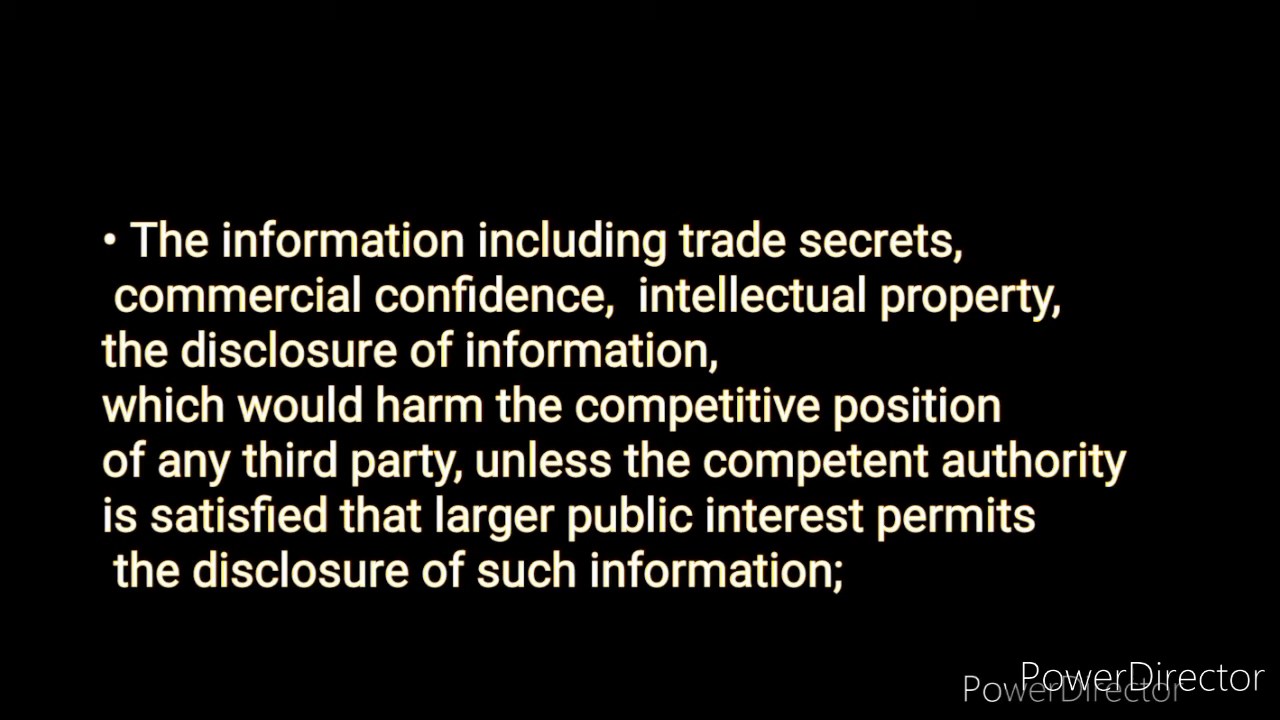 • The information including trade secrets,
commercial confidence, intellectual property,
the disclosure of information,
which would harm the competitive position
of any third party, unless the competent authority
is satisfied that larger public interest permits
the disclosure of such information;
PowerDirector
PowerDirector